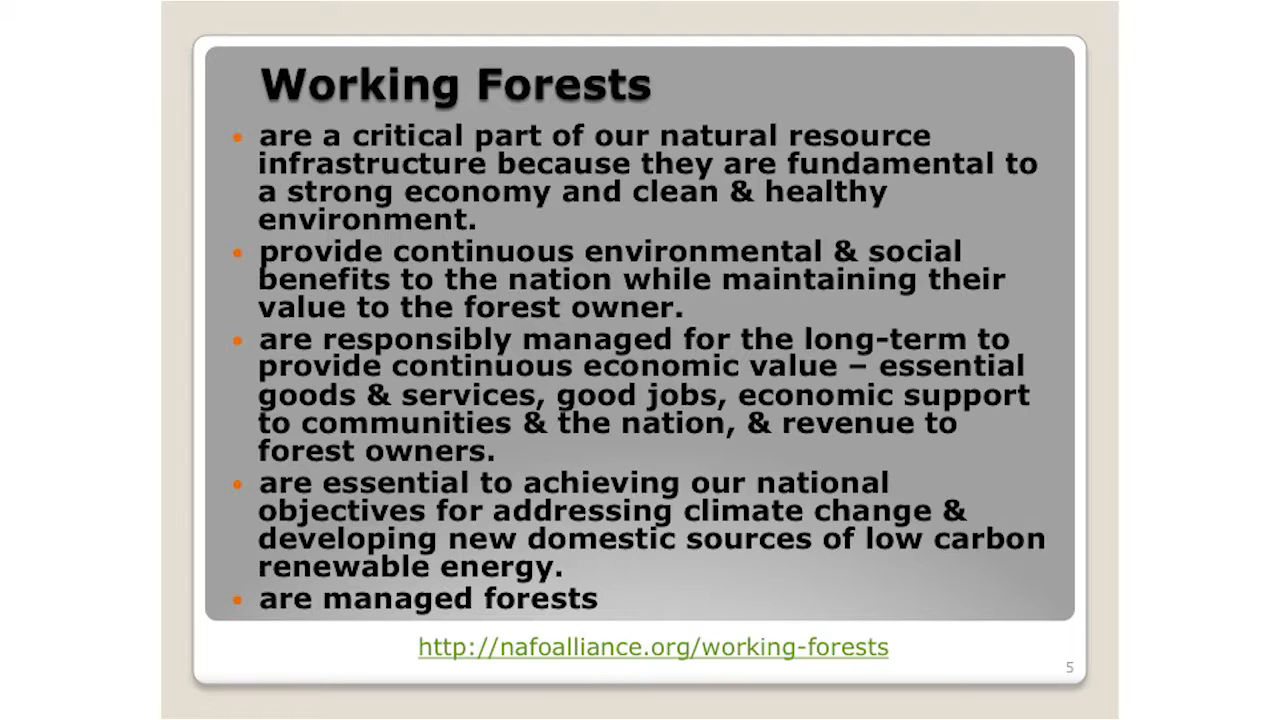 Working Forests
• are a critical part of our natural resource
infrastructure because they are fundamental to
a strong economy and clean & healthy
environment.
• provide continuous environmental & social
benefits to the nation while maintaining their
value to the forest owner.
• are responsibly managed for the long-term to
provide continuous economic value – essential
goods & services, good jobs, economic support
to communities & the nation, & revenue to
forest owners.
• are essential to achieving our national
objectives for addressing climate change &
developing new domestic sources of low carbon
renewable energy.
• are managed forests
http://nafoalliance.org/working-forests
5